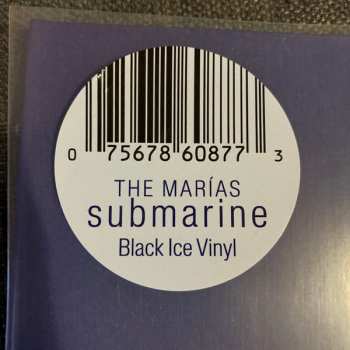 0 75678 60877 3
THE MARÍAS
submarine
Black Ice Vinyl